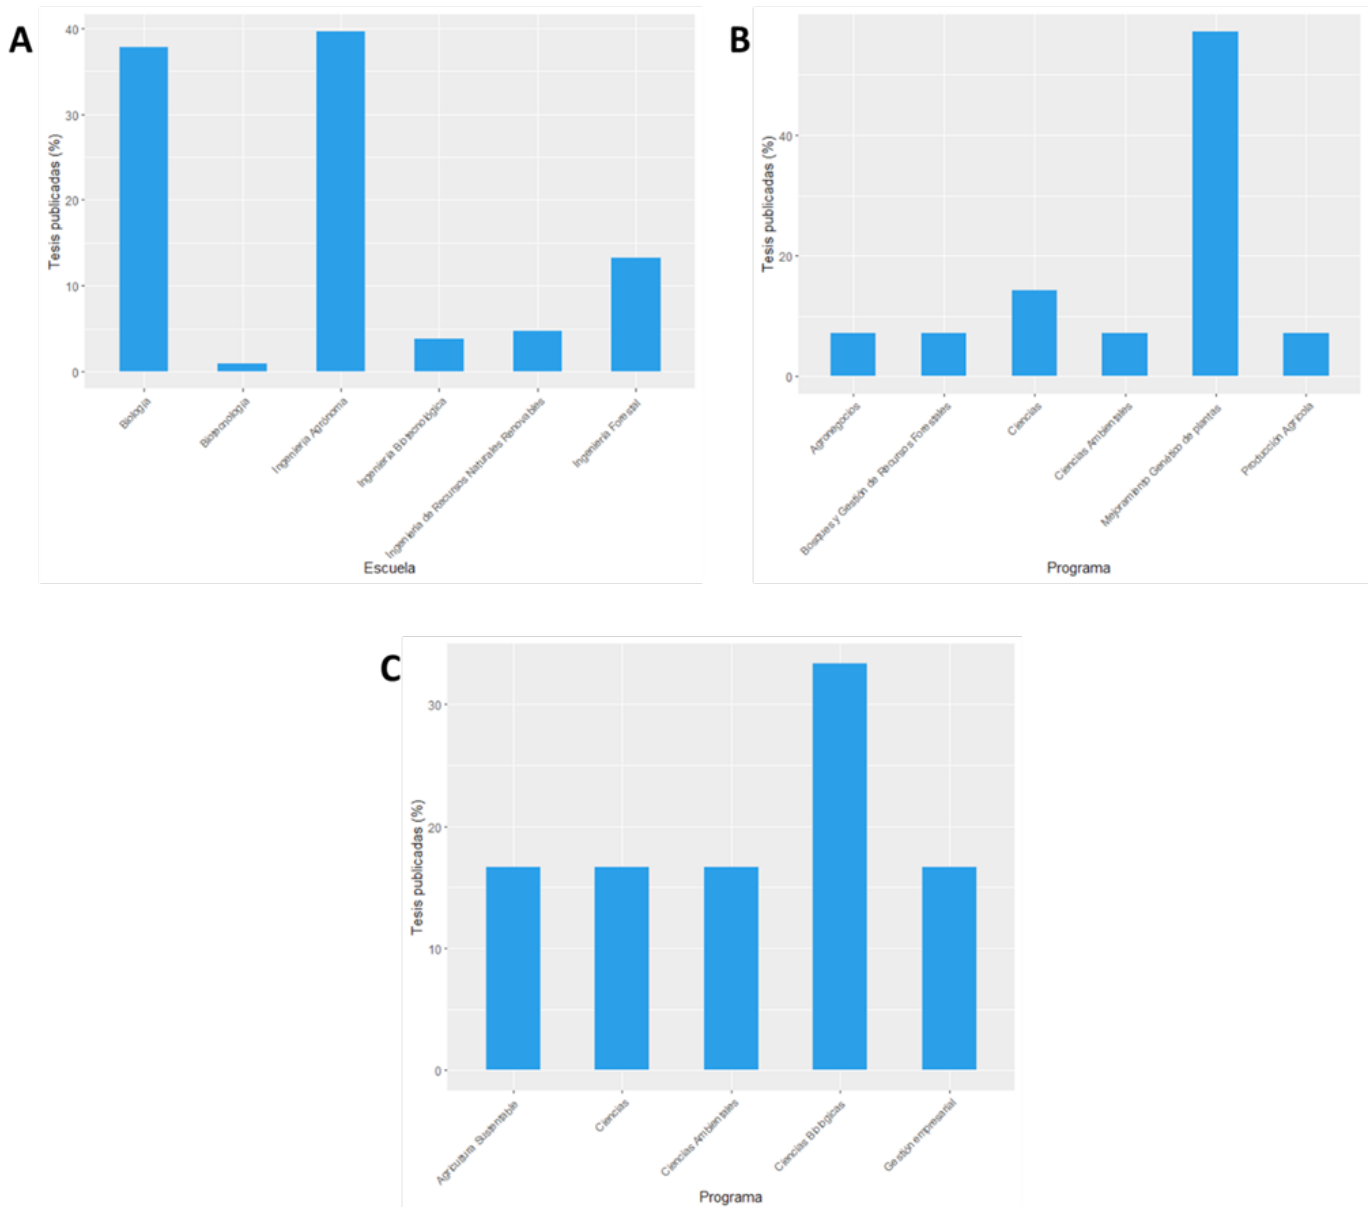 A
40
30
20
10
0
Tesis publicadas (%)
Biología
Biotecnología
Ingeniería Agrónoma
Ingeniería Biotecnológica
Ingeniería de Recursos Naturales Renovables
Ingeniería Forestal
Escuela
B
40
20
0
Tesis publicadas (%)
Agronegocios
Bosques y Gestión de Recursos Forestales
Ciencias
Ciencias Ambientales
Mejoramiento Genético de plantas
Producción Agrícola
Programa
C
30
20
10
0
Tesis publicadas (%)
Agricultura Sustentable
Ciencias
Ciencias Ambientales
Ciencias Biológicas
Gestión empresarial
Programa